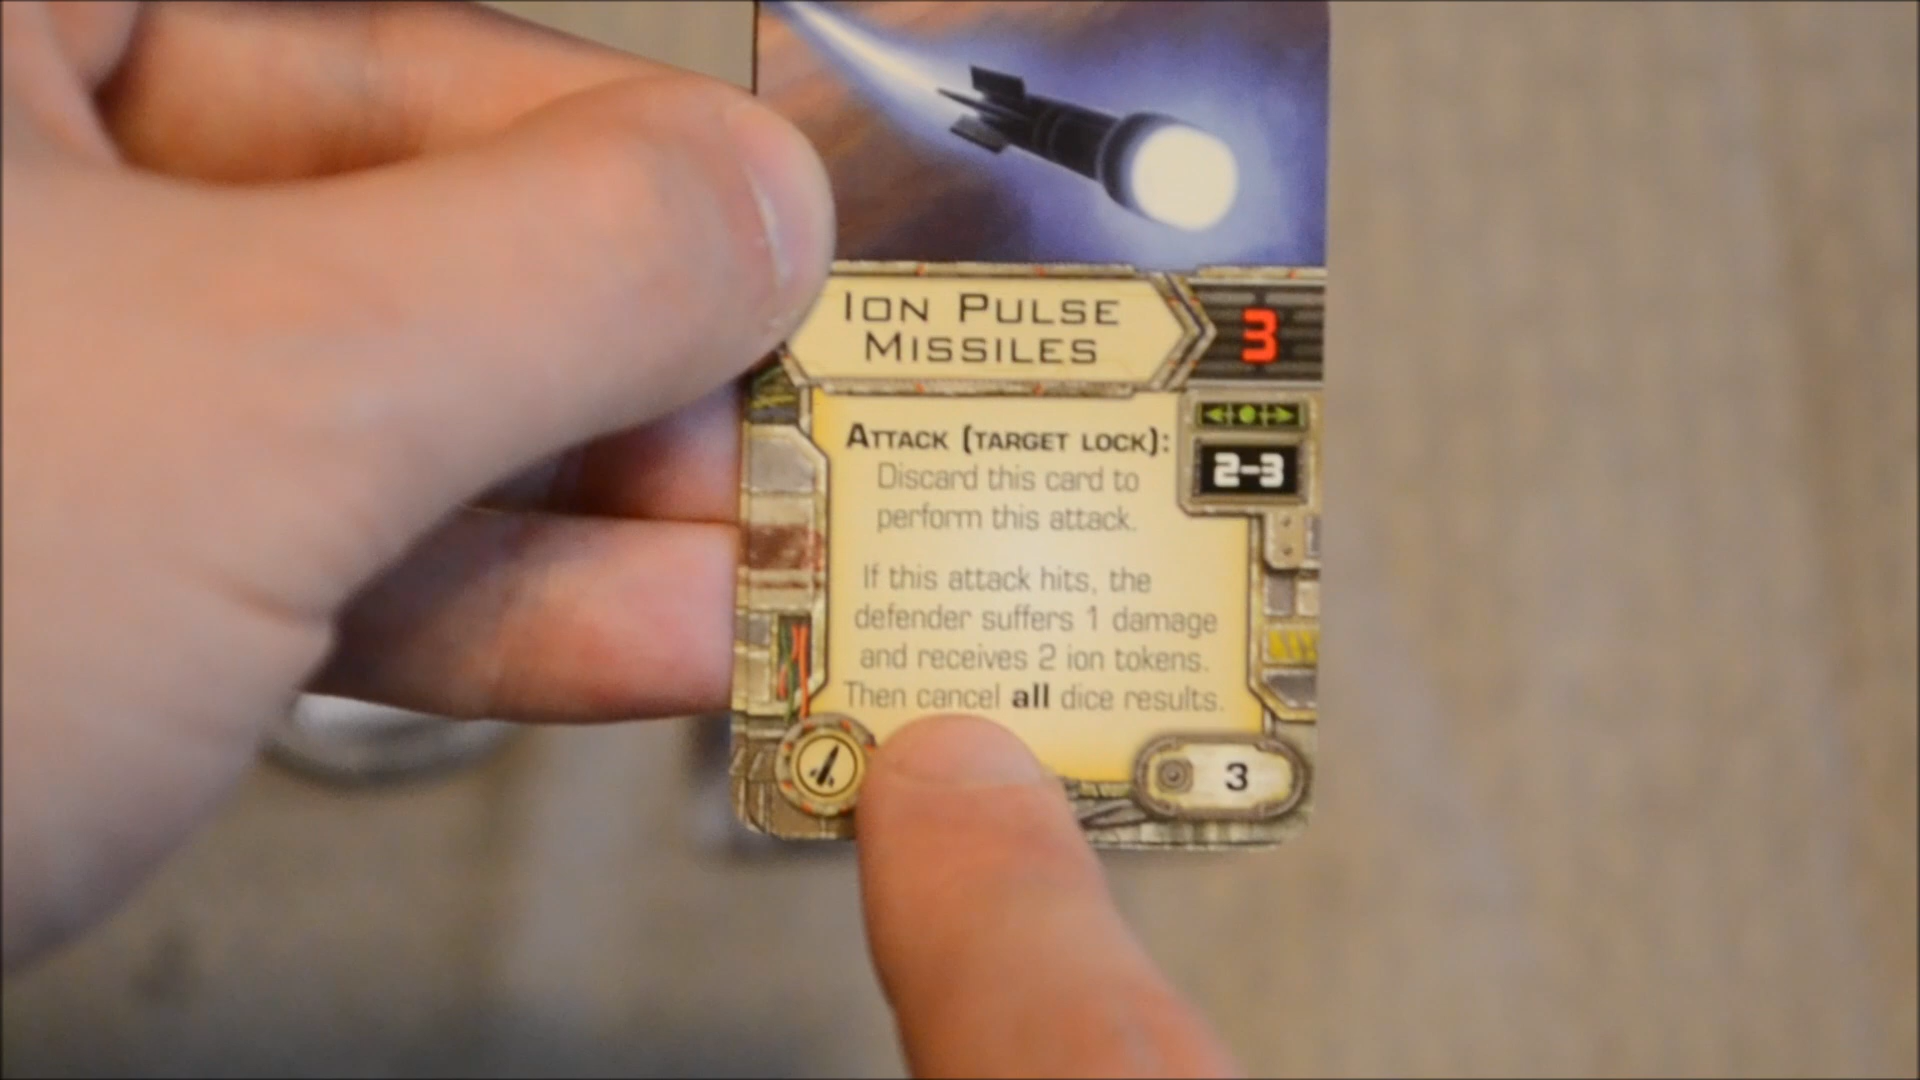 ION PULSE
MISSILES
3
ATTACK (TARGET LOCK):
Discard this card to
perform this attack.
2-3
If this attack hits, the
defender suffers 1 damage
and receives 2 ion tokens.
Then cancel all dice results.
3